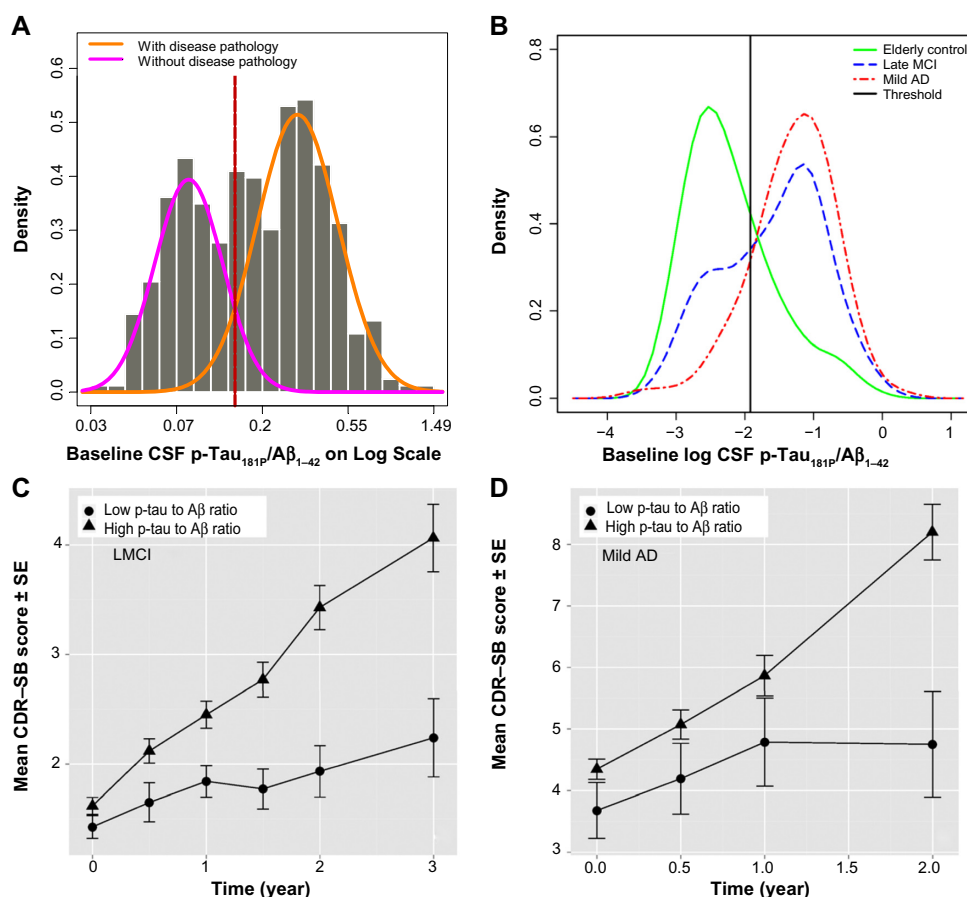 A
With disease pathology
Without disease pathology
Density
0.0
0.1
0.2
0.3
0.4
0.5
0.6
0.03
0.07
0.2
0.55
1.49
Baseline CSF p-Tau181P/Aβ1–42 on Log Scale
B
Elderly control
Late MCI
Mild AD
Threshold
Density
0.0
0.2
0.4
0.6
0.8
−4
−3
−2
−1
0
1
Baseline log CSF p-Tau181P/Aβ1–42
C
Low p-tau to Aβ ratio
High p-tau to Aβ ratio
LMCI
Mean CDR–SB score ± SE
4
3
2
0
1
2
3
Time (year)
D
Low p-tau to Aβ ratio
High p-tau to Aβ ratio
Mild AD
Mean CDR–SB score ± SE
8
7
6
5
4
3
0.0
0.5
1.0
1.5
2.0
Time (year)